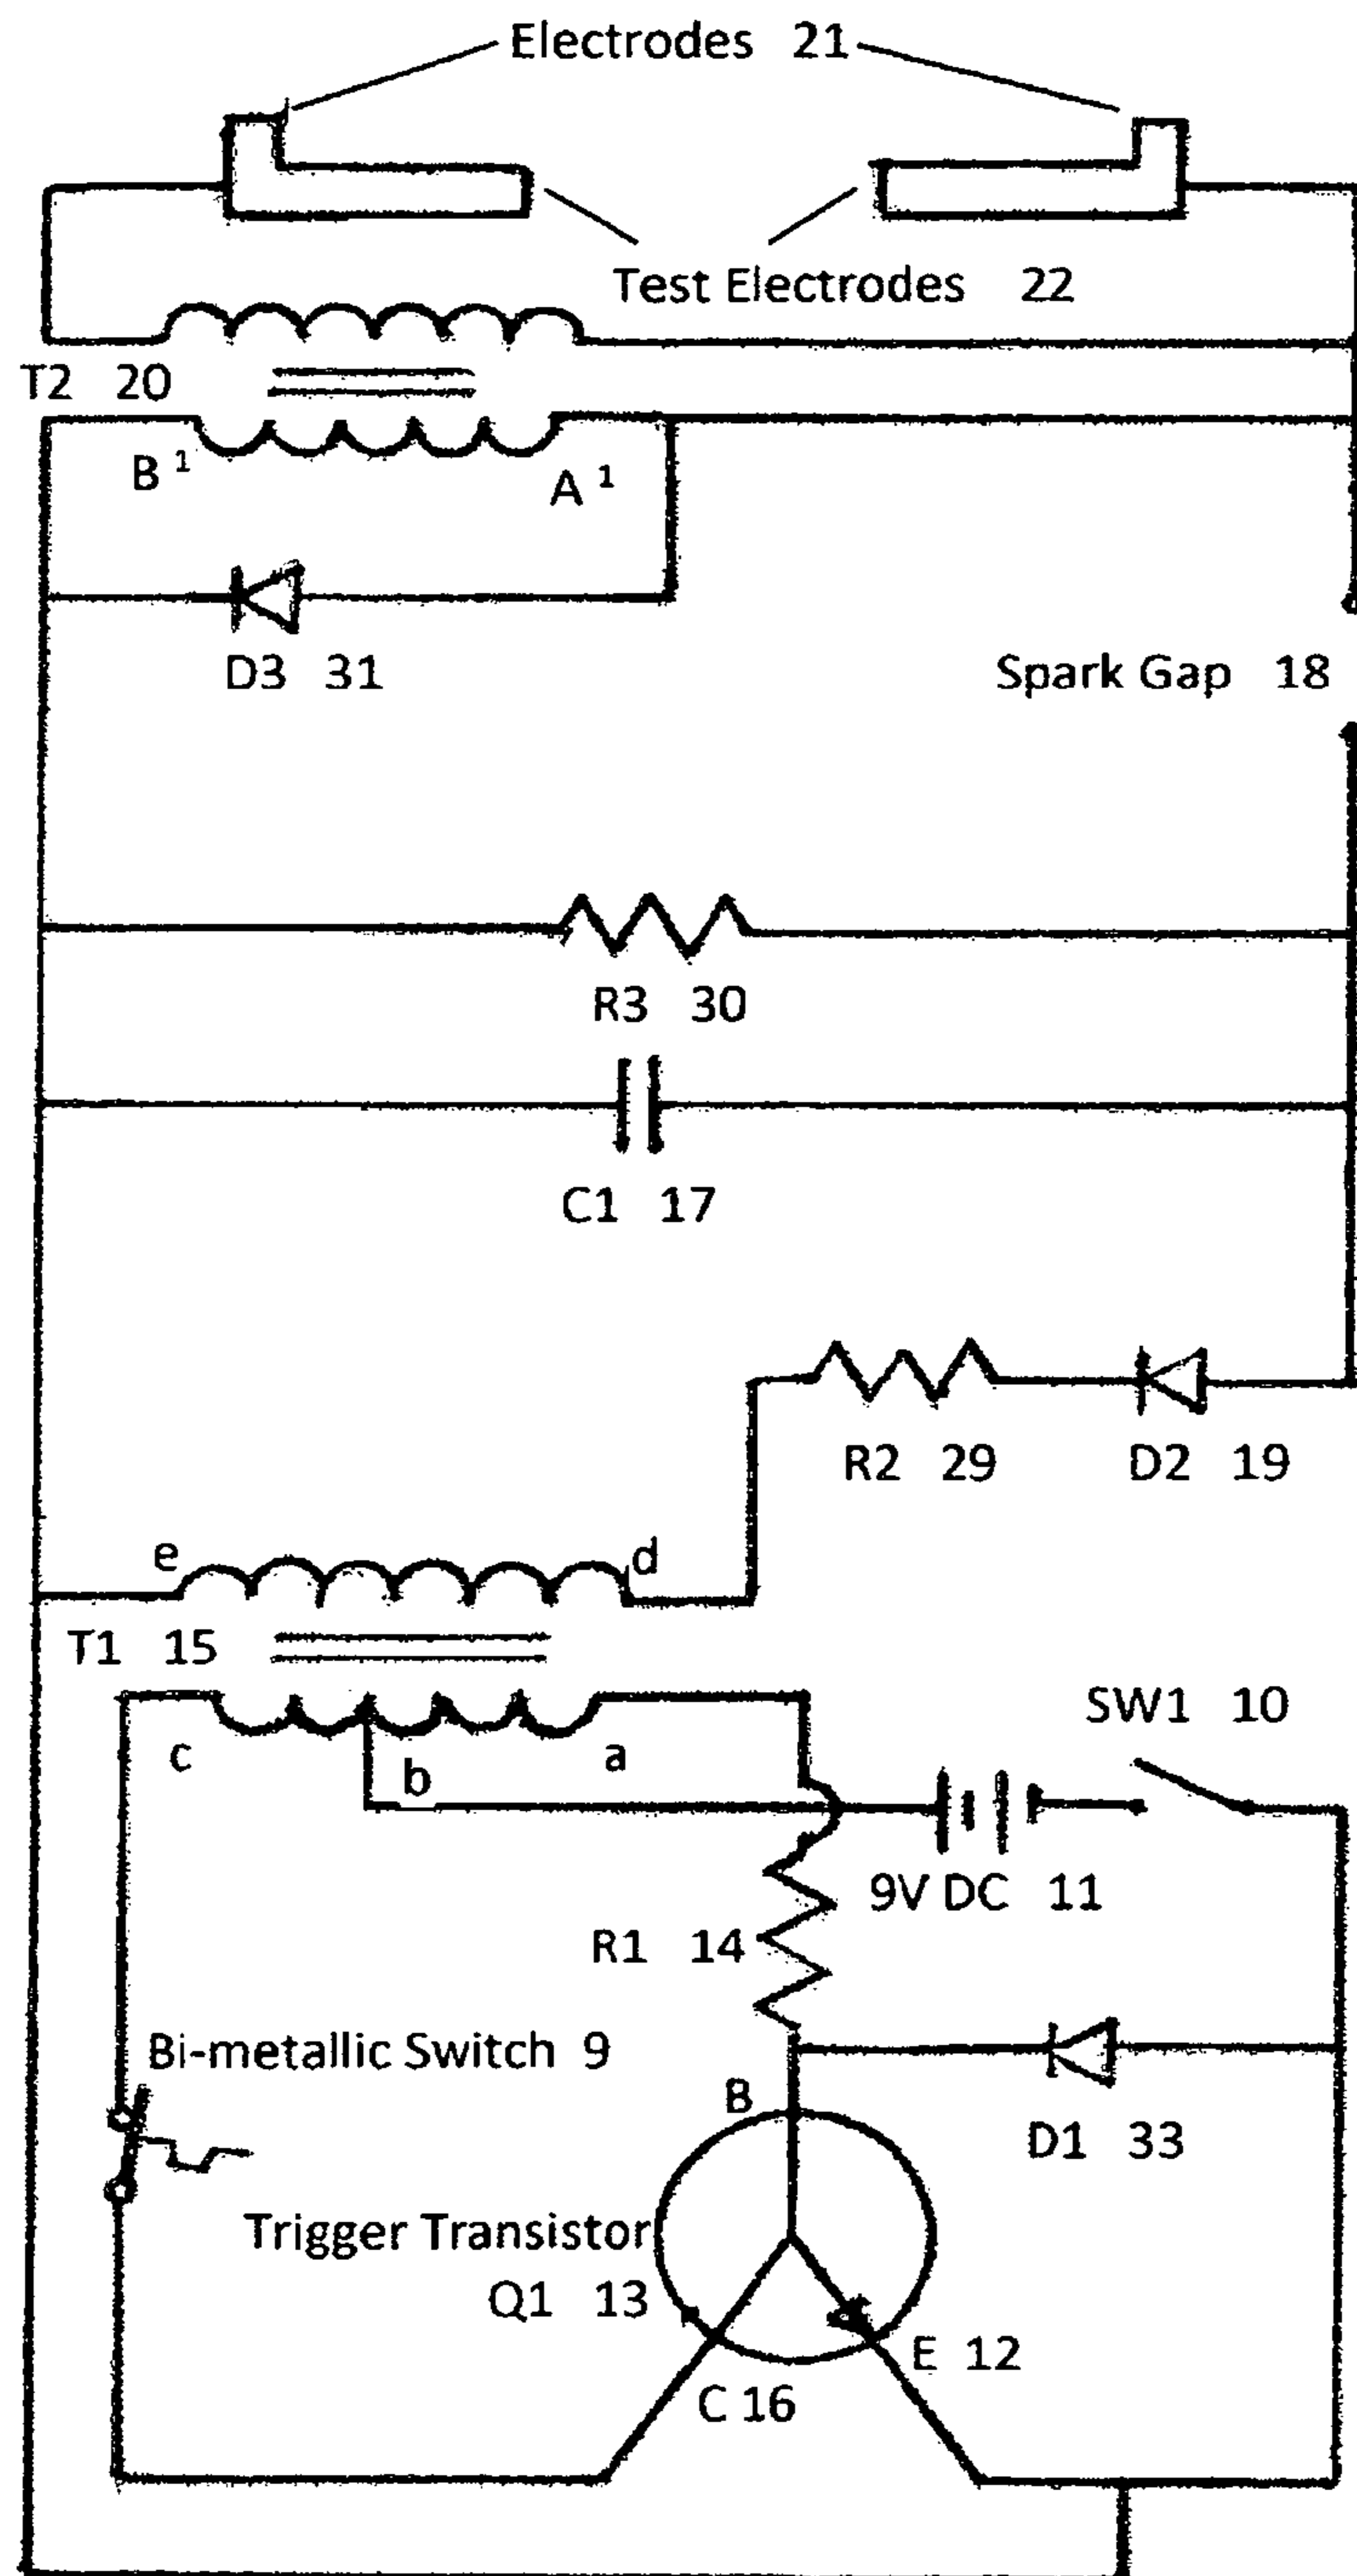 Electrodes 21
Test Electrodes 22
T2 20
B 1
A 1
D3 31
Spark Gap 18
R3 30
C1 17
R2 29
D2 19
e
d
T1 15
SW1 10
c
b
a
9V DC 11
R1 14
Bi-metallic Switch 9
B
D1 33
Trigger Transistor
Q1 13
E 12
C 16